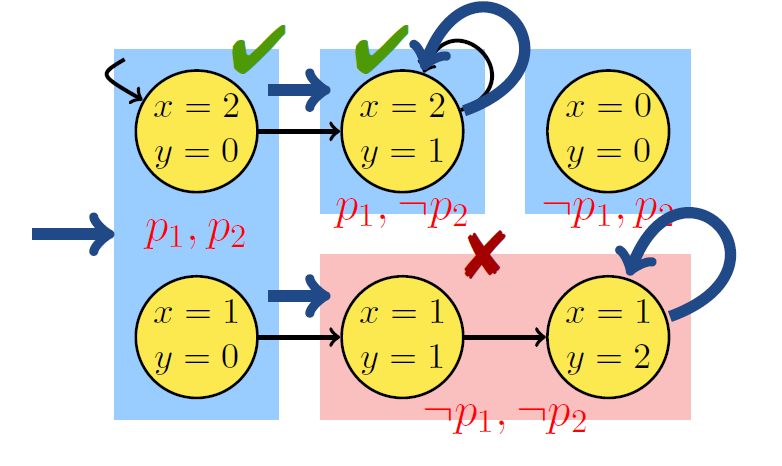 x = 2
y = 0
x = 2
y = 1
x = 0
y = 0
p₁, p₂
p₁, ¬p₂
¬p₁, p₂
x = 1
y = 0
x = 1
y = 1
x = 1
y = 2
¬p₁, ¬p₂